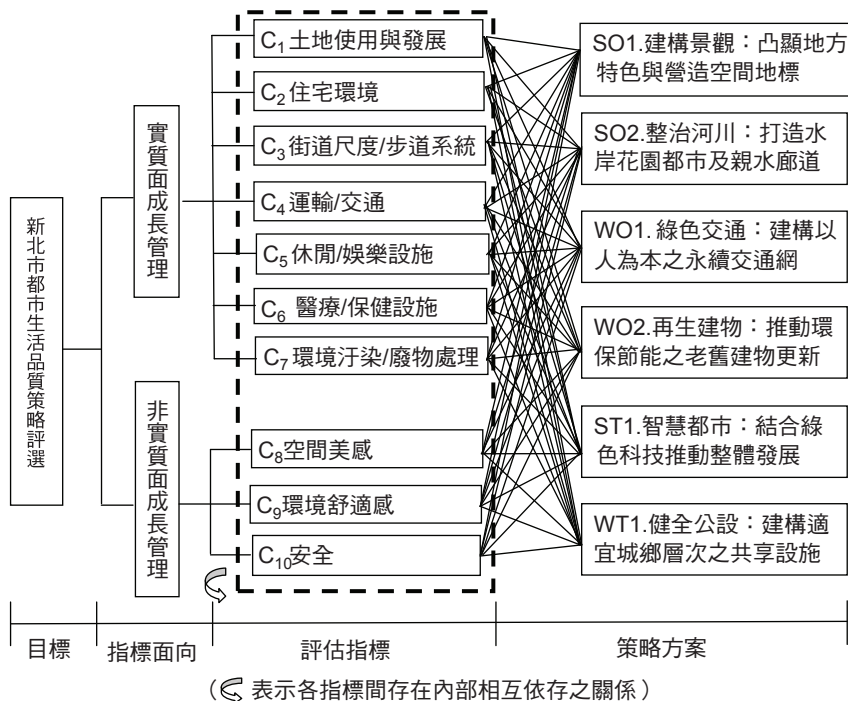 新北市都市生活品質策略評選
實質面成長管理
非實質面成長管理
C1土地使用與發展
C2住宅環境
C3街道尺度/步道系統
C4運輸/交通
C5休閒/娛樂設施
C6 醫療/保健設施
C7環境汙染/廢物處理
C8空間美感
C9環境舒適感
C10安全
SO1.建構景觀：凸顯地方
特色與營造空間地標
SO2.整治河川：打造水
岸花園都市及親水廊道
WO1.綠色交通：建構以
人為本之永續交通網
WO2.再生建物：推動環
保節能之老舊建物更新
ST1.智慧都市：結合綠
色科技推動整體發展
WT1.健全公設：建構適
宜城鄉層次之共享設施
目標
指標面向
評估指標
策略方案
（ 表示各指標間存在內部相互依存之關係）